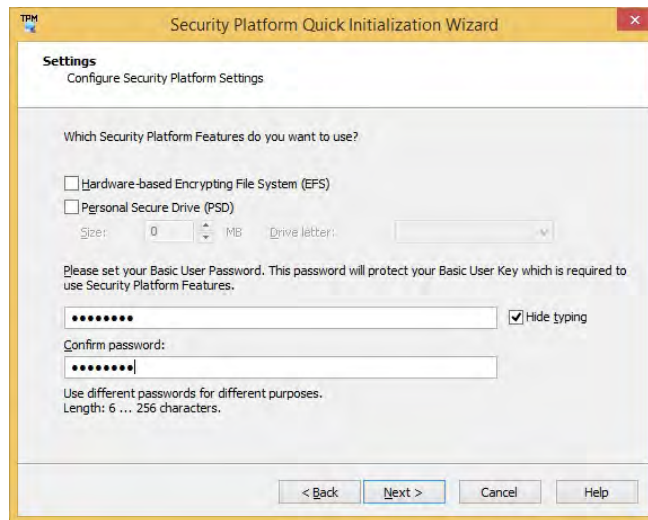 TPM
Security Platform Quick Initialization Wizard
Settings
Configure Security Platform Settings
Which Security Platform Features do you want to use?
Hardware-based Encrypting File System (EFS)
Personal Secure Drive (PSD)
Size: 0 MB Drive letter:
Please set your Basic User Password. This password will protect your Basic User Key which is required to
use Security Platform Features.
●●●●●●●● Hide typing
Confirm password:
●●●●●●●●
Use different passwords for different purposes.
Length: 6 ... 256 characters.
< Back Next > Cancel Help